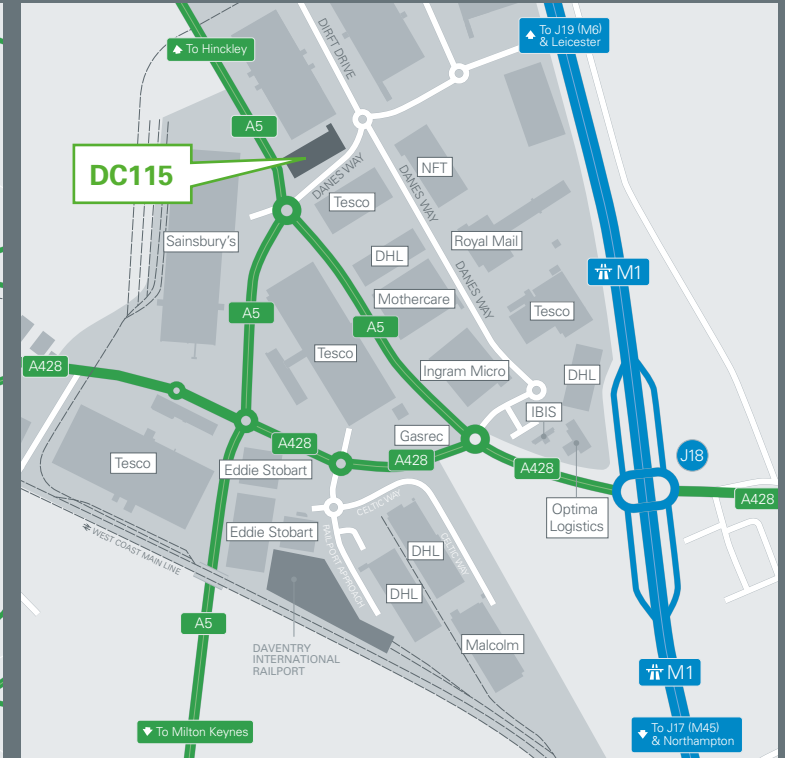 DIRFT DRIVE
To J19 (M6)
& Leicester
To Hinckley
A5
DC115
DANES WAY
NFT
DANES WAY
Tesco
Sainsbury's
Royal Mail
DHL
M1
DANES WAY
Mothercare
A5
Tesco
A5
Tesco
A428
Ingram Micro
DHL
IBIS
Gasrec
A428
A428
J18
Tesco
Eddie Stobart
A428
A428
CELTIC WAY
Optima
Logistics
Eddie Stobart
WEST COAST MAIN LINE
RAILPORT APPROACH
CELTIC WAY
DHL
DHL
A5
Malcolm
DAVENTRY
INTERNATIONAL
RAILPORT
M1
To Milton Keynes
To J17 (M45)
& Northampton